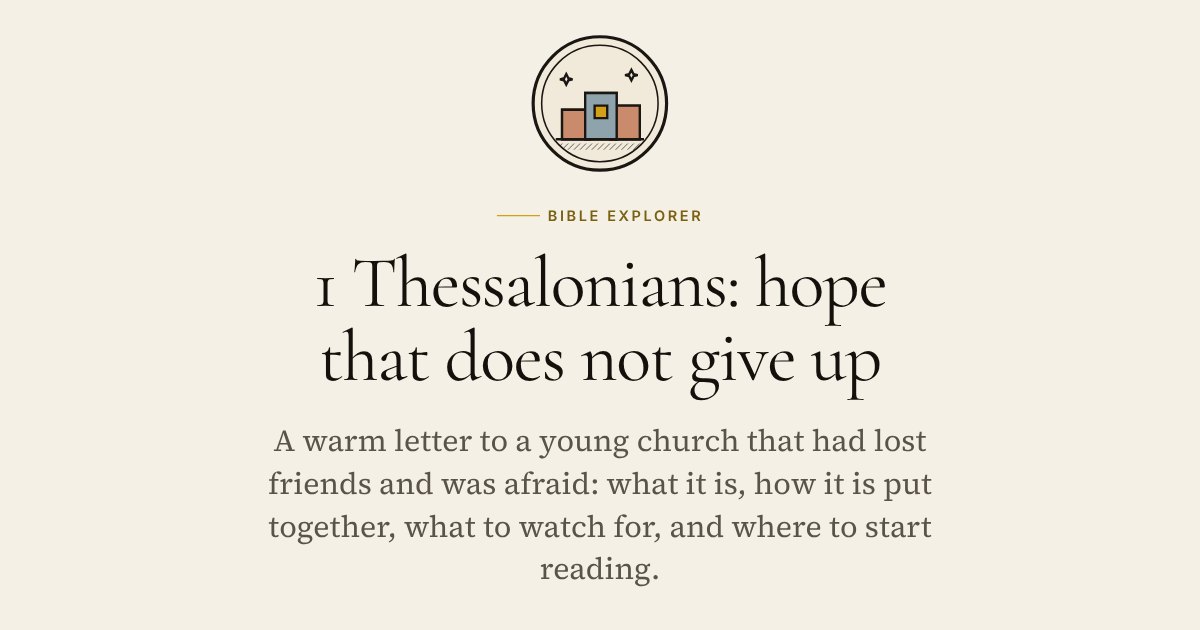 BIBLE EXPLORER
1 Thessalonians: hope
that does not give up
A warm letter to a young church that had lost
friends and was afraid: what it is, how it is put
together, what to watch for, and where to start
reading.